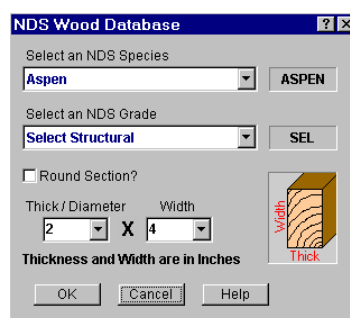 NDS Wood Database
Select an NDS Species
Aspen ASPEN
Select an NDS Grade
Select Structural SEL
Round Section?
Thick / Diameter Width
2 X 4
Width
Thick
Thickness and Width are in Inches
OK Cancel Help